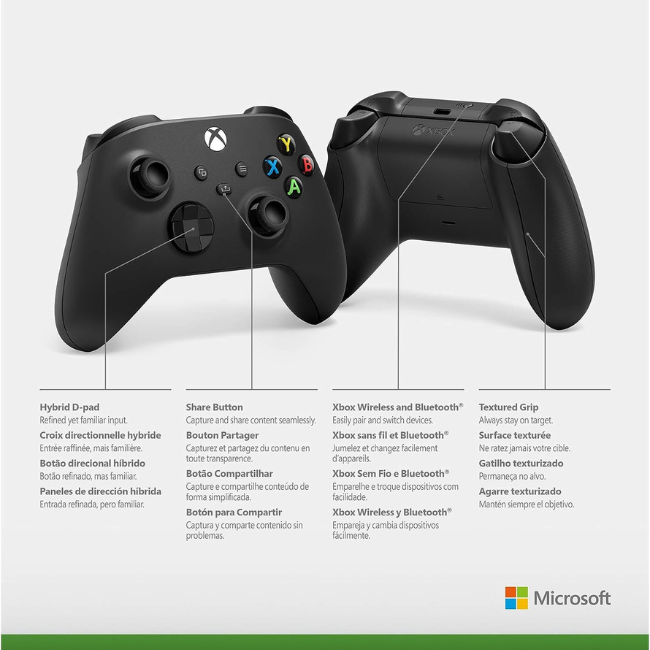 Y
X
B
A
XBOX
Hybrid D-pad
Refined yet familiar input.
Croix directionnelle hybride
Entrée raffinée, mais familière.
Botão direcional híbrido
Botão refinado, mas familiar.
Paneles de dirección híbrida
Entrada refinada, pero familiar.
Share Button
Capture and share content seamlessly.
Bouton Partager
Capturez et partagez du contenu en
toute transparence.
Botão Compartilhar
Capture e compartilhe conteúdo de
forma simplificada.
Botón para Compartir
Captura y comparte contenido sin
problemas.
Xbox Wireless and Bluetooth®
Easily pair and switch devices.
Xbox sans fil et Bluetooth®
Jumelez et changez facilement
d'appareils.
Xbox Sem Fio e Bluetooth®
Emparelhe e troque dispositivos com
facilidade.
Xbox Wireless y Bluetooth®
Empareja y cambia dispositivos
fácilmente.
Textured Grip
Always stay on target.
Surface texturée
Ne ratez jamais votre cible.
Gatilho texturizado
Permaneça no alvo.
Agarre texturizado
Mantén siempre el objetivo.
Microsoft